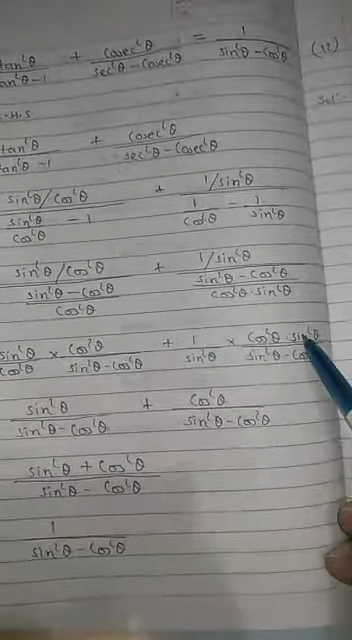 tan²θ/tan²θ-1 + Cosec²θ/sec²θ-Cosec²θ = 1/sin²θ-Cos²θ (12)
.H.S Sol:
tan²θ/tan²θ-1 + Cosec²θ/sec²θ-Cosec²θ
sin²θ/Cos²θ / sin²θ/Cos²θ - 1 + 1/sin²θ / 1/Cos²θ - 1/sin²θ
sin²θ/Cos²θ / sin²θ-Cos²θ/Cos²θ + 1/sin²θ / sin²θ-Cos²θ/Cos²θ.sin²θ
sin²θ/Cos²θ × Cos²θ/sin²θ-Cos²θ + 1/sin²θ × Cos²θ.sin²θ/sin²θ-Cos
sin²θ/sin²θ-Cos²θ + Cos²θ/sin²θ-Cos²θ
sin²θ+Cos²θ/sin²θ-Cos²θ
1/sin²θ-Cos²θ